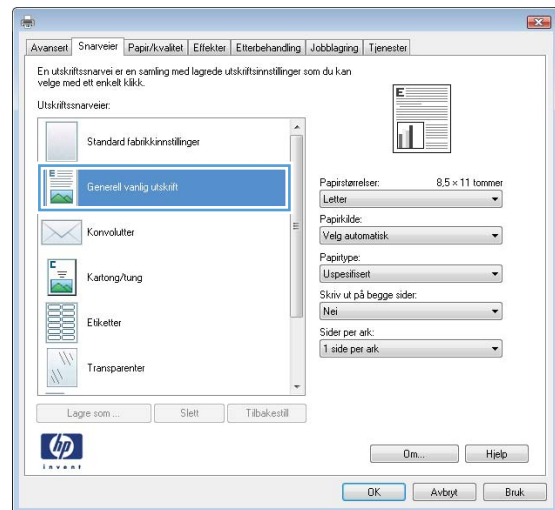 Avansert Snarveier Papir/kvalitet Effekter Etterbehandling Jobblagring Tjenester
En utskriftssnarvei er en samling med lagrede utskriftsinnstillinger som du kan
velge med ett enkelt klikk.
Utskriftssnarveier:
Standard fabrikkinnstillinger
Generell vanlig utskrift
Konvolutter
Kartong/tung
Etiketter
Transparenter
Lagre som ... Slett Tilbakestill
E
Papirstørrelser: 8,5 × 11 tommer
Letter
Papirkilde:
Velg automatisk
Papirtype:
Uspesifisert
Skriv ut på begge sider:
Nei
Sider per ark:
1 side per ark
hp
invent
Om... Hjelp
OK Avbryt Bruk